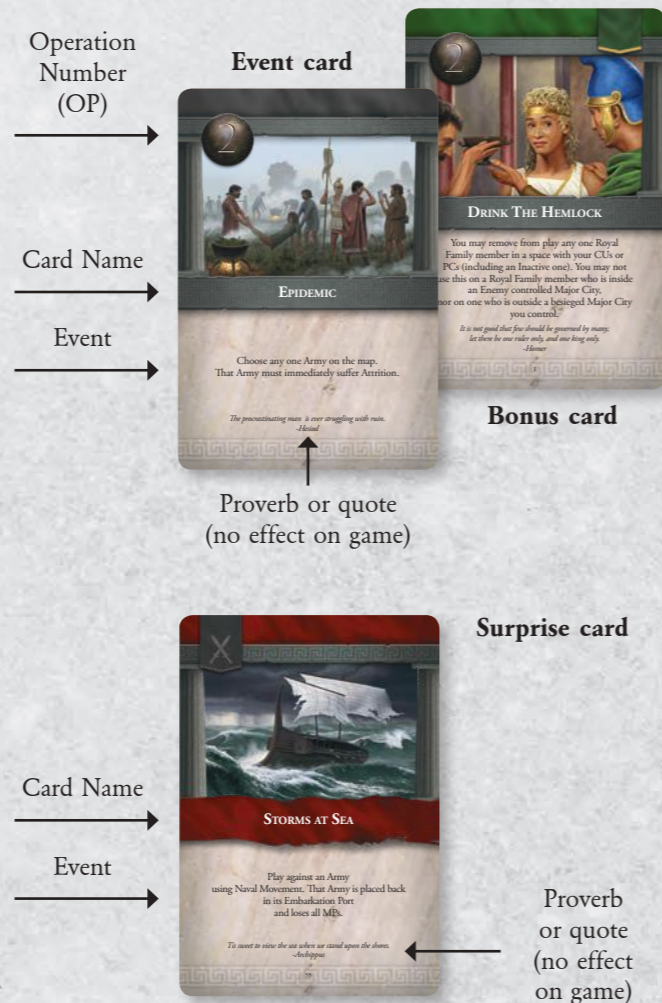 Operation
Number
(OP)
Event card
2
2
DRINK THE HEMLOCK
You may remove from play any one Royal
Family member in a space with your CUs or
PCs (including an Inactive one). You may not
use this on a Royal Family member who is inside
an Enemy controlled Major City,
nor on one who is outside a besieged Major City
you control.
It is not good that few should be governed by many;
let there be one ruler only, and one king only.
-Homer
Card Name
EPIDEMIC
Event
Choose any one Army on the map.
That Army must immediately suffer Attrition.
The procrastinating man is ever struggling with ruin.
-Hesiod
Bonus card
Proverb or quote
(no effect on game)
Surprise card
Card Name
STORMS AT SEA
Event
Play against an Army
using Naval Movement. That Army is placed back
in its Embarkation Port
and loses all MPs.
Tis sweet to view the sea when we stand upon the shore.
-Archippus
Proverb
or quote
(no effect
on game)